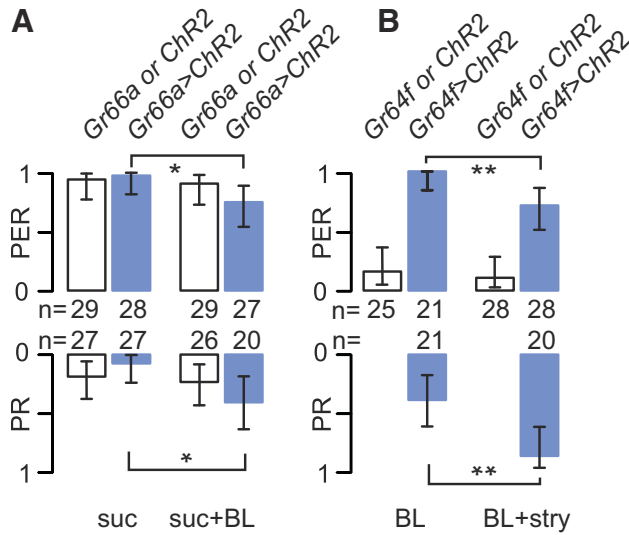 A
B
Gr66a or ChR2
Gr66a>ChR2
Gr66a or ChR2
Gr66a>ChR2
Gr64f or ChR2
Gr64f>ChR2
Gr64f or ChR2
Gr64f>ChR2
1
*
PER
0
n= 29 28 29 27
n= 27 27 26 20
0
PR
1
*
suc suc+BL
1
**
PER
0
n= 25 21 28 28
21 20
0
PR
1
**
BL BL+stry